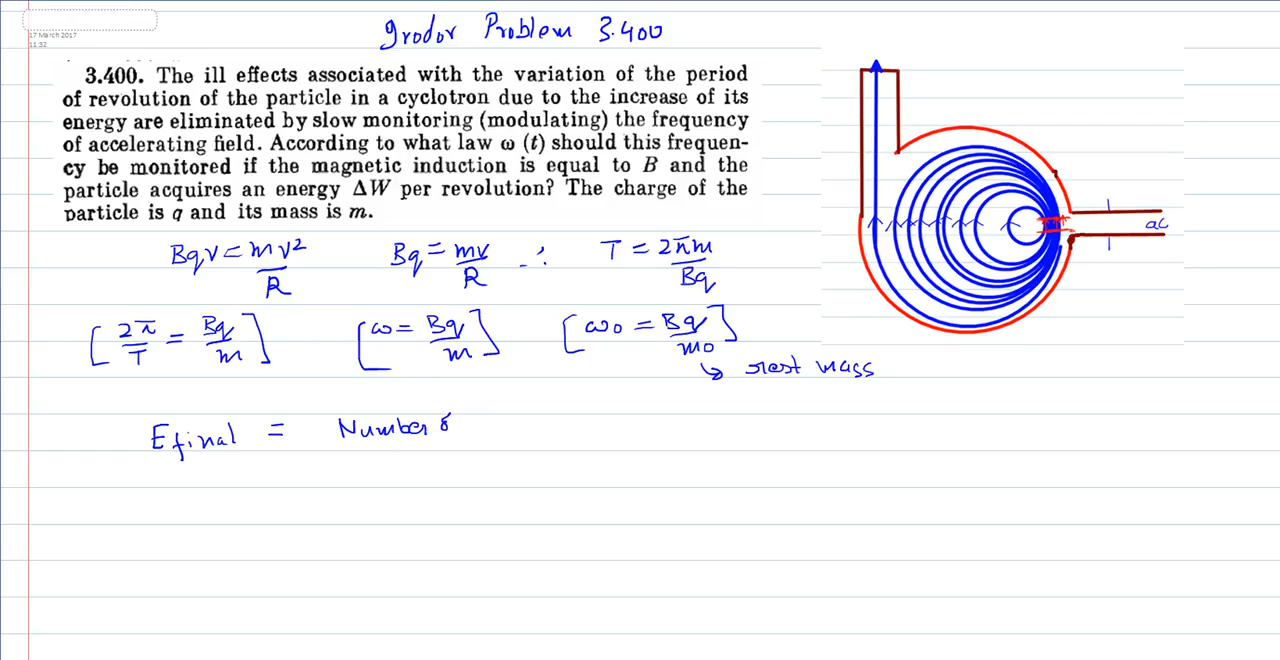 Irodov Problem 3.400
17 March 2017
11:32
3.400. The ill effects associated with the variation of the period
of revolution of the particle in a cyclotron due to the increase of its
energy are eliminated by slow monitoring (modulating) the frequency
of accelerating field. According to what law ω (t) should this frequen-
cy be monitored if the magnetic induction is equal to B and the
particle acquires an energy ΔW per revolution? The charge of the
particle is q and its mass is m.
ac
Bqv = mv²/R Bq = mv/R ∴ T = 2πm/Bq
[2π/T = Bq/m] [ω = Bq/m] [ω0 = Bq/m0]
↳ rest mass
Efinal = Number